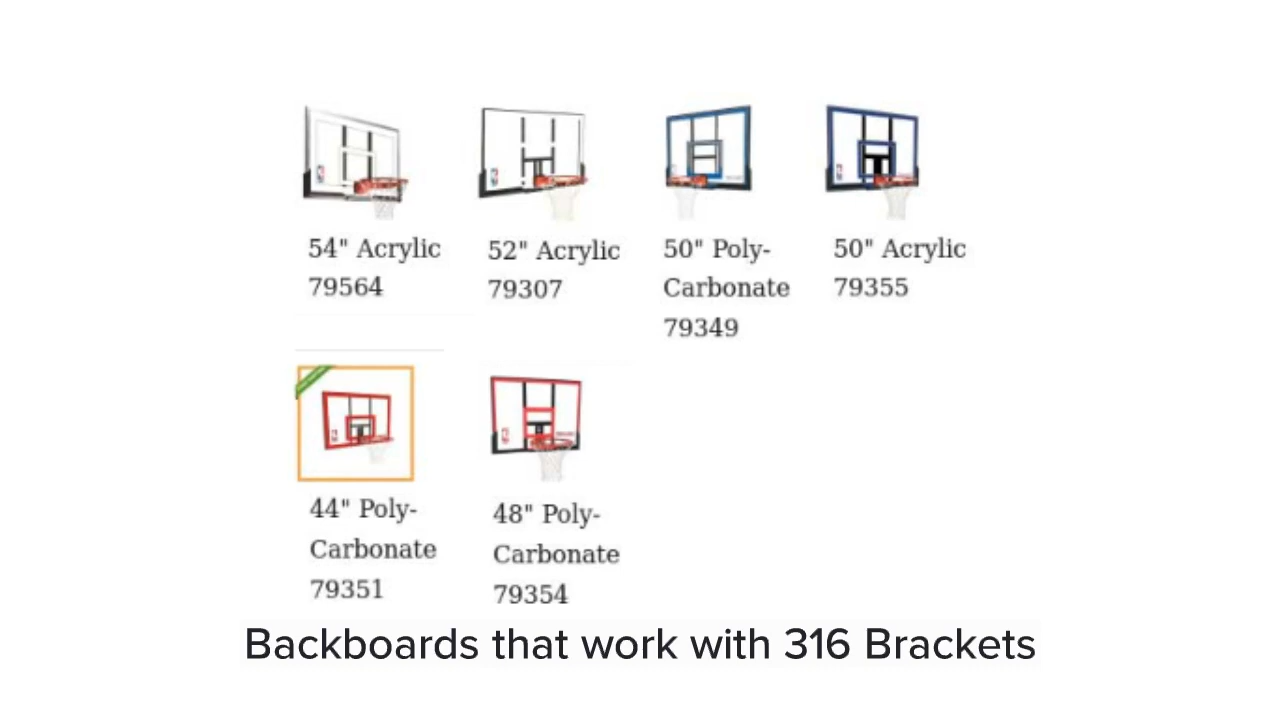 54" Acrylic
79564
52" Acrylic
79307
50" Poly-
Carbonate
79349
50" Acrylic
79355
44" Poly-
Carbonate
79351
48" Poly-
Carbonate
79354
Backboards that work with 316 Brackets